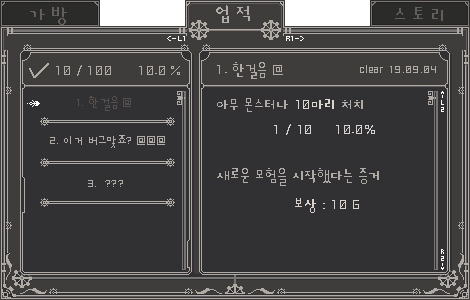 가방 업적 스토리
<-L1 R1->
✓ 10 / 100 10.0 %
1. 한걸음 @
2. 이거 버그맞죠? @@@
3. ???
1. 한걸음 @ clear 19.09.04
아무 몬스터나 10마리 처치
1 / 10 10.0%
새로운 모험을 시작했다는 증거
보상 : 10 G
L2
R2